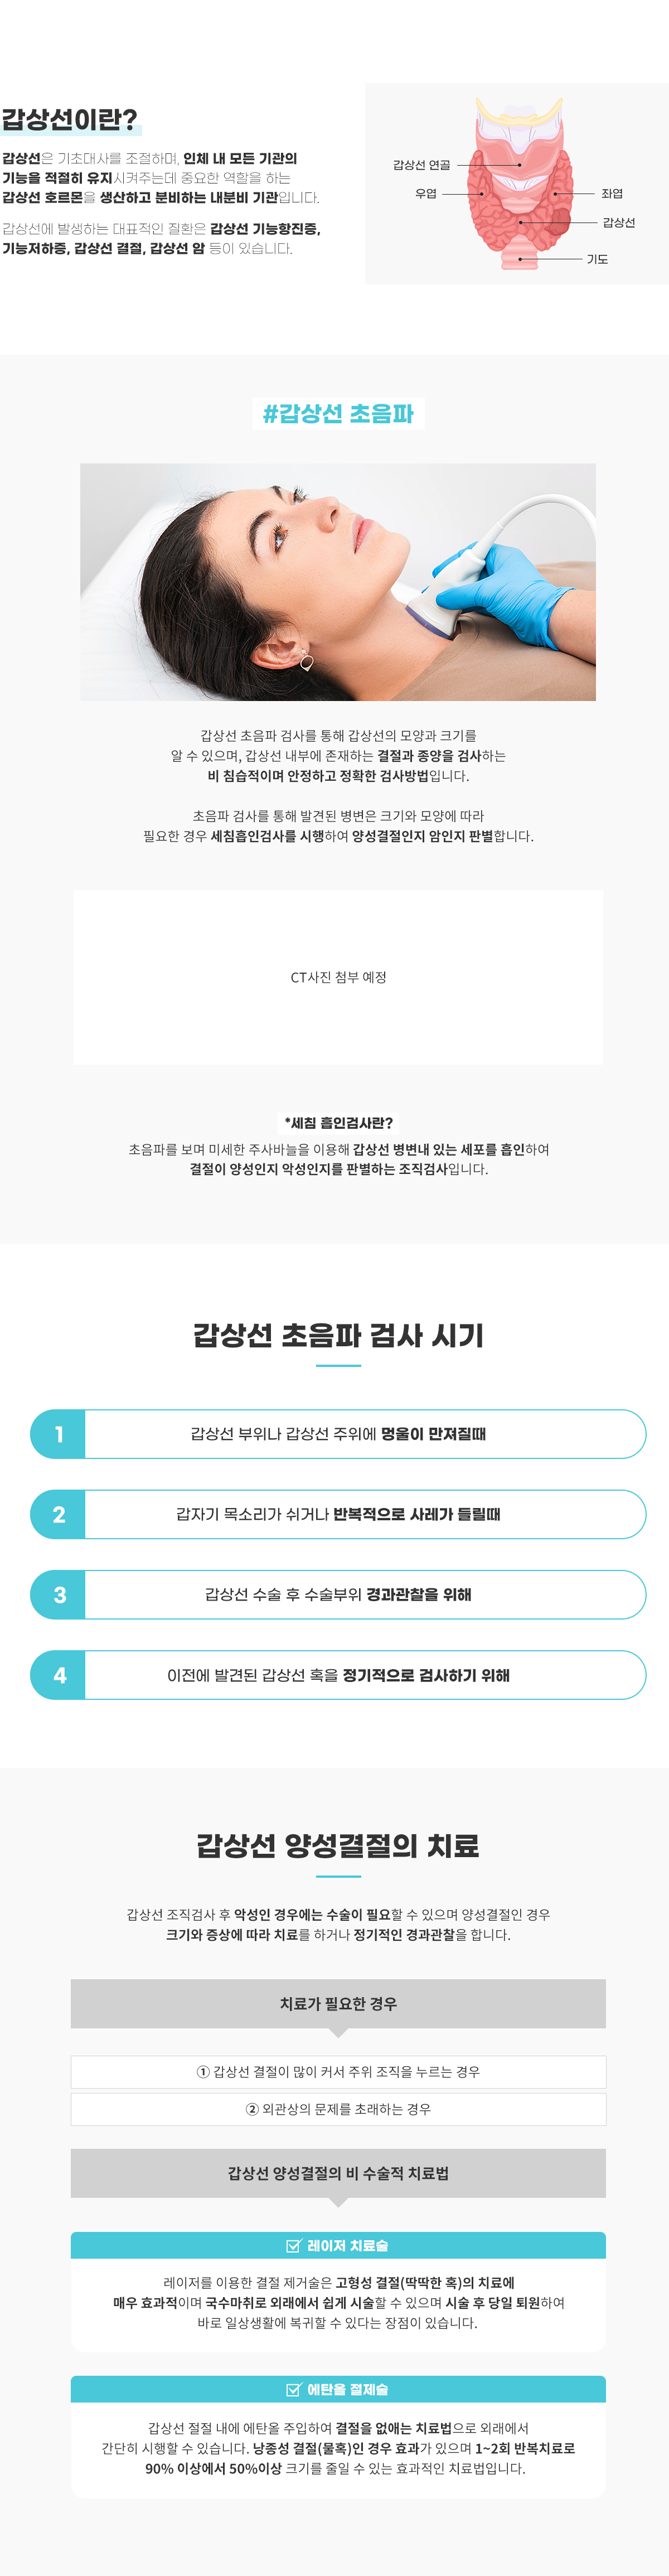 갑상선이란?
갑상선은 기초대사를 조절하며, 인체 내 모든 기관의
기능을 적절히 유지시켜주는데 중요한 역할을 하는
갑상선 호르몬을 생산하고 분비하는 내분비 기관입니다.
갑상선에 발생하는 대표적인 질환은 갑상선 기능항진증,
기능저하증, 갑상선 결절, 갑상선 암 등이 있습니다.
갑상선 연골
우엽
좌엽
갑상선
기도
#갑상선 초음파
갑상선 초음파 검사를 통해 갑상선의 모양과 크기를
알 수 있으며, 갑상선 내부에 존재하는 결절과 종양을 검사하는
비 침습적이며 안정하고 정확한 검사방법입니다.
초음파 검사를 통해 발견된 병변은 크기와 모양에 따라
필요한 경우 세침흡인검사를 시행하여 양성결절인지 암인지 판별합니다.
CT사진 첨부 예정
*세침 흡인검사란?
초음파를 보며 미세한 주사바늘을 이용해 갑상선 병변내 있는 세포를 흡인하여
결절이 양성인지 악성인지를 판별하는 조직검사입니다.
갑상선 초음파 검사 시기
1 갑상선 부위나 갑상선 주위에 멍울이 만져질때
2 갑자기 목소리가 쉬거나 반복적으로 사레가 들릴때
3 갑상선 수술 후 수술부위 경과관찰을 위해
4 이전에 발견된 갑상선 혹을 정기적으로 검사하기 위해
갑상선 양성결절의 치료
갑상선 조직검사 후 악성인 경우에는 수술이 필요할 수 있으며 양성결절인 경우
크기와 증상에 따라 치료를 하거나 정기적인 경과관찰을 합니다.
치료가 필요한 경우
① 갑상선 결절이 많이 커서 주위 조직을 누르는 경우
② 외관상의 문제를 초래하는 경우
갑상선 양성결절의 비 수술적 치료법
레이저 치료술
레이저를 이용한 결절 제거술은 고형성 결절(딱딱한 혹)의 치료에
매우 효과적이며 국수마취로 외래에서 쉽게 시술할 수 있으며 시술 후 당일 퇴원하여
바로 일상생활에 복귀할 수 있다는 장점이 있습니다.
에탄올 절제술
갑상선 절절 내에 에탄올 주입하여 결절을 없애는 치료법으로 외래에서
간단히 시행할 수 있습니다. 낭종성 결절(물혹)인 경우 효과가 있으며 1~2회 반복치료로
90% 이상에서 50%이상 크기를 줄일 수 있는 효과적인 치료법입니다.